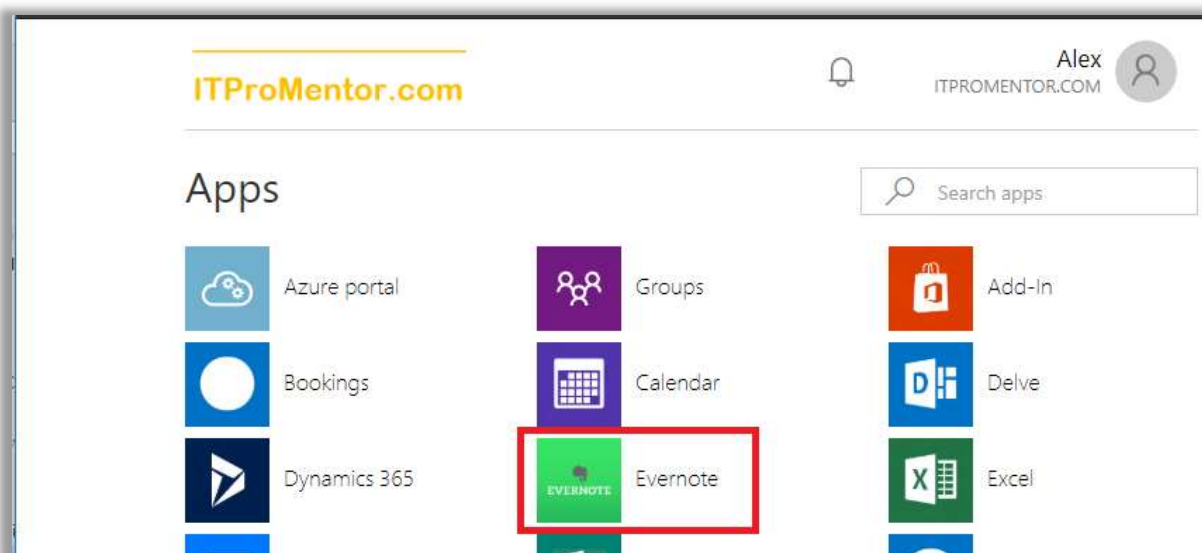 Alex
ITProMentor.com
ITPROMENTOR.COM
Apps
Search apps
Azure portal
Groups
Add-In
Bookings
Calendar
D
Delve
Dynamics 365
EVERNOTE
Evernote
X
Excel